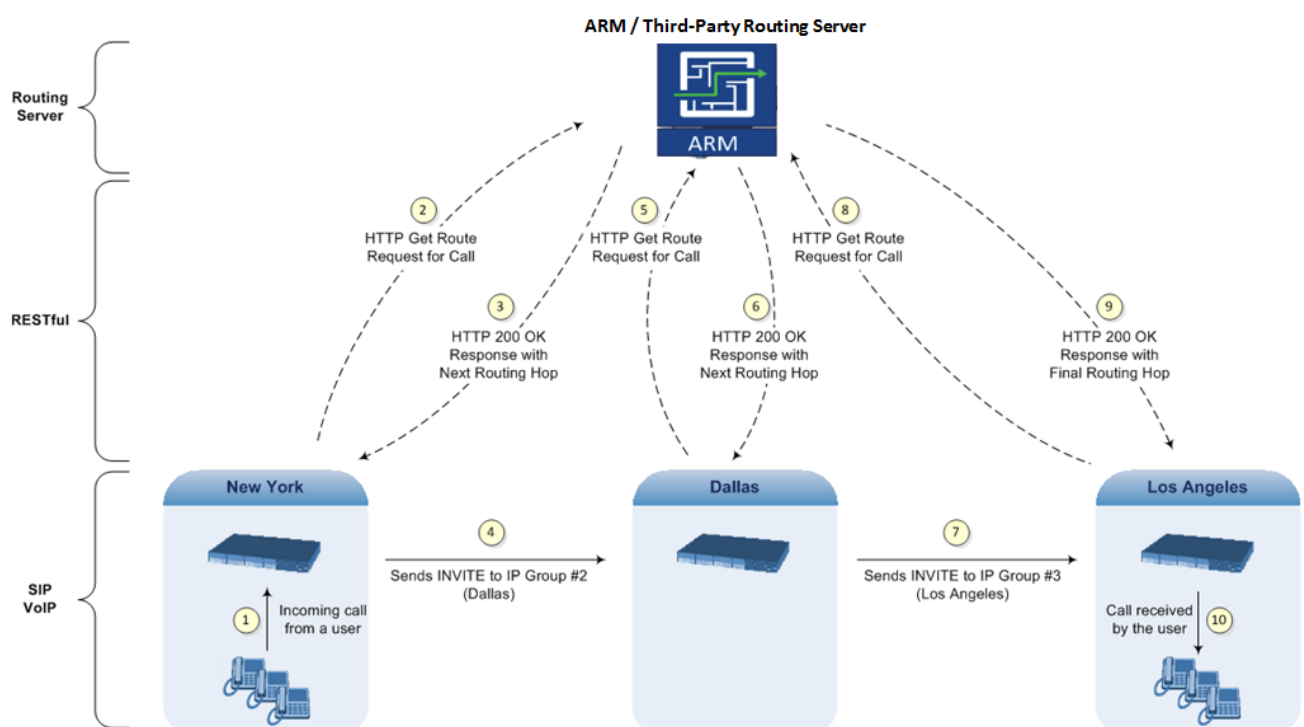 ARM / Third-Party Routing Server
ARM
Routing
Server
2
HTTP Get Route
Request for Call
5
HTTP Get Route
Request for Call
8
HTTP Get Route
Request for Call
RESTful
3
HTTP 200 OK
Response with
Next Routing Hop
6
HTTP 200 OK
Response with
Next Routing Hop
9
HTTP 200 OK
Response with
Final Routing Hop
New York
Dallas
Los Angeles
4
Sends INVITE to IP Group #2
(Dallas)
7
Sends INVITE to IP Group #3
(Los Angeles)
SIP
VoIP
1
Incoming call
from a user
Call received
by the user
10